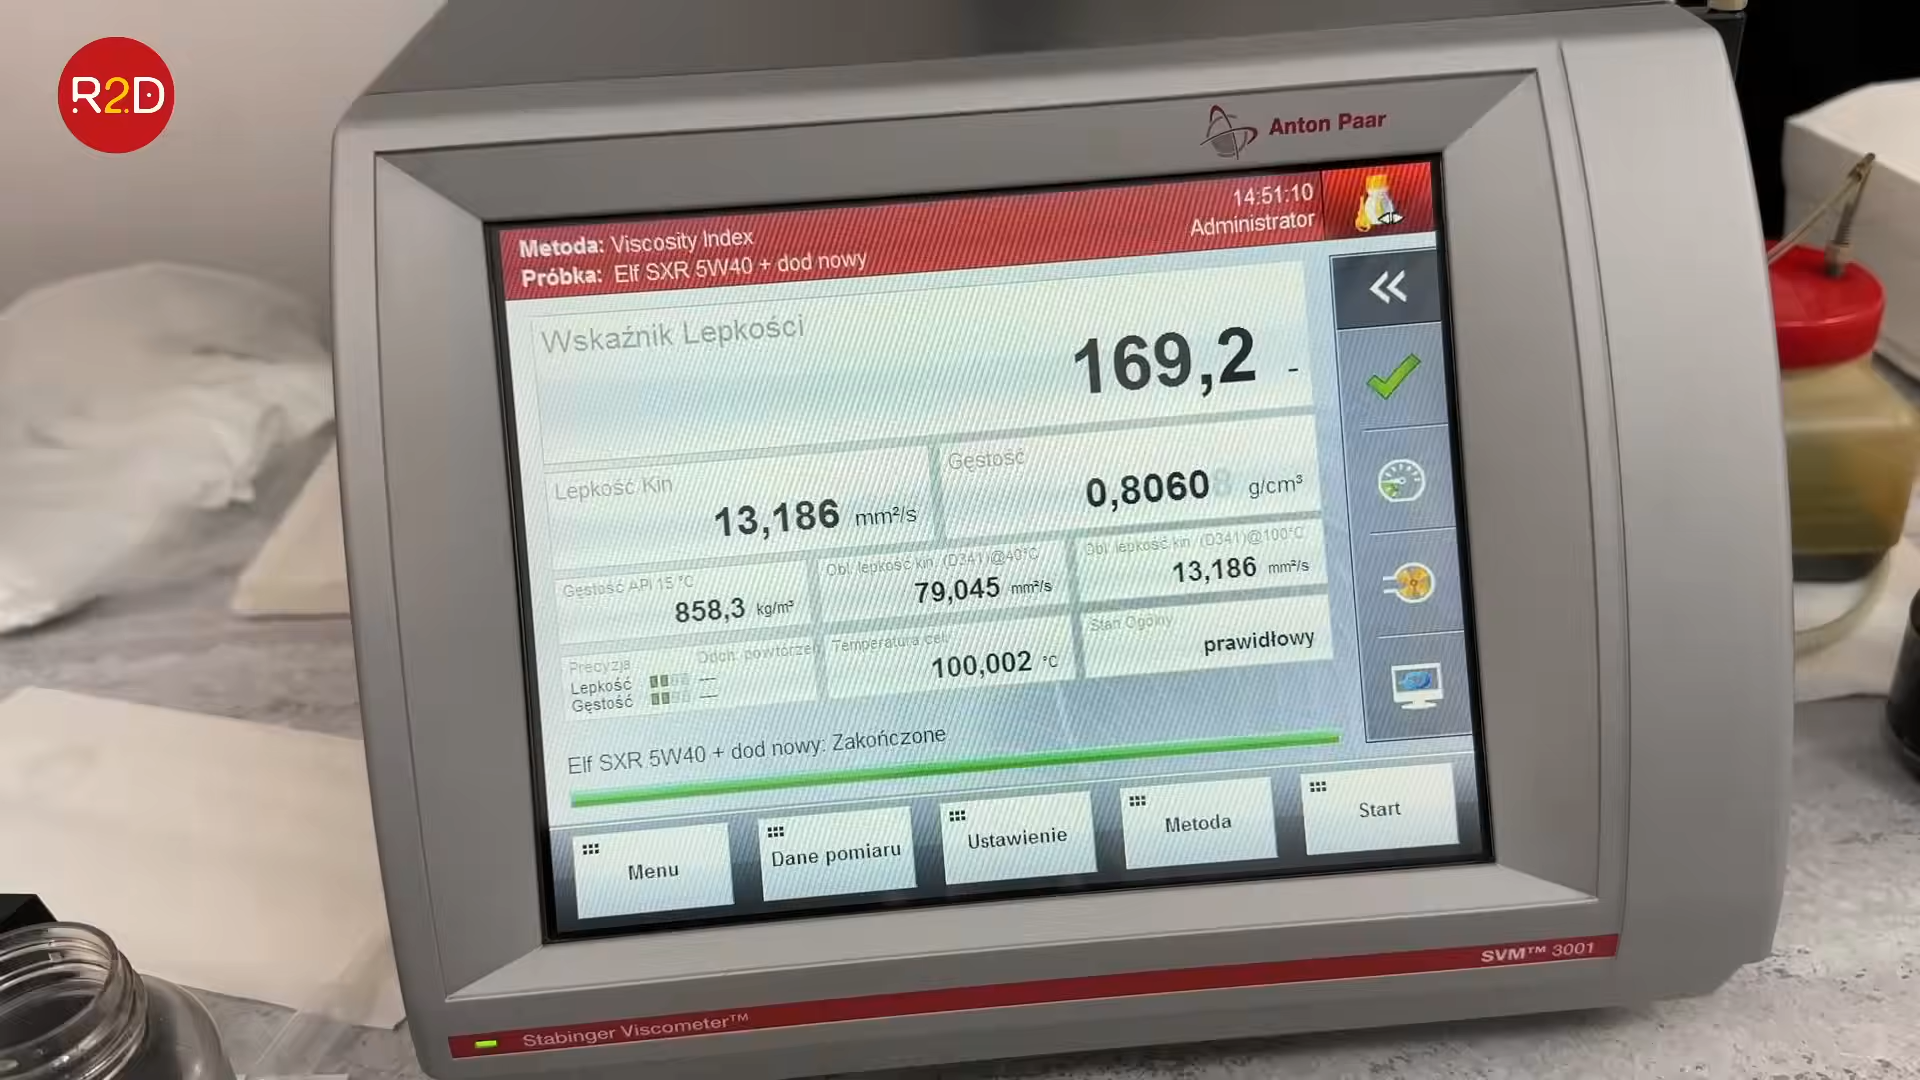 R2D
Anton Paar
14:51:10
Administrator
Metoda: Viscosity Index
Próbka: Elf SXR 5W40 + dod nowy
Wskaźnik Lepkości
169,2 -
Lepkość Kin
13,186 mm²/s
Gęstość
0,8060 g/cm³
Gęstość API 15 °C
858,3 kg/m³
Obl. lepkość kin. (D341)@40°C
79,045 mm²/s
Obl. lepkość kin. (D341)@100°C
13,186 mm²/s
Precyzja Odch. powtórzeń
Lepkość ---
Gęstość ---
Temperatura celi
100,002 °C
Stan Ogólny
prawidłowy
Elf SXR 5W40 + dod nowy: Zakończone
Menu
Dane pomiaru
Ustawienie
Metoda
Start
SVM™ 3001
Stabinger Viscometer™